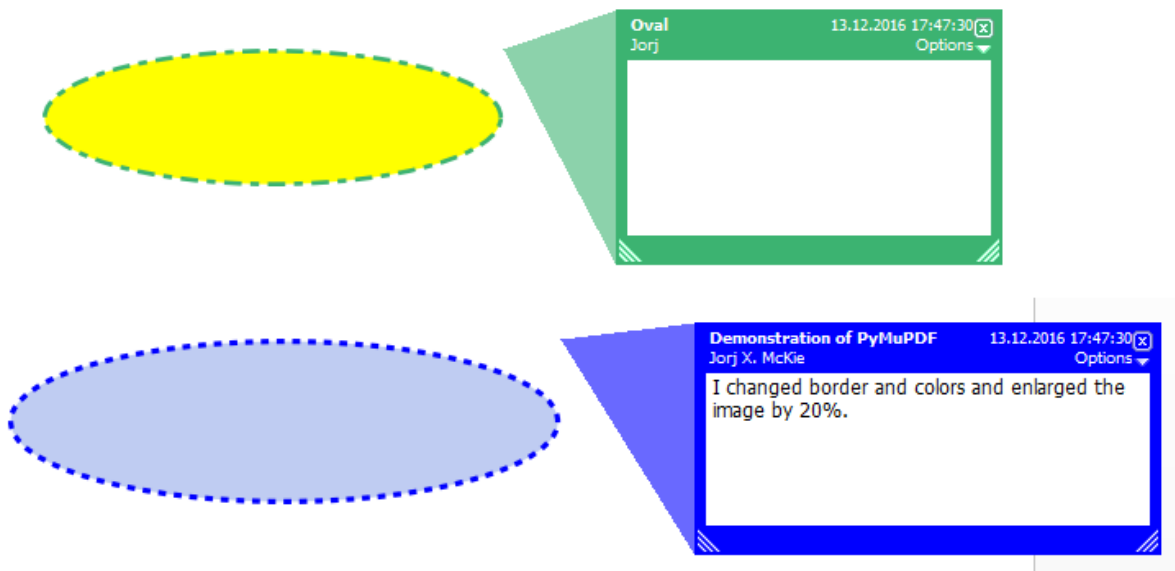 Oval 13.12.2016 17:47:30
Jorj Options
Demonstration of PyMuPDF 13.12.2016 17:47:30
Jorj X. McKie Options
I changed border and colors and enlarged the
image by 20%.